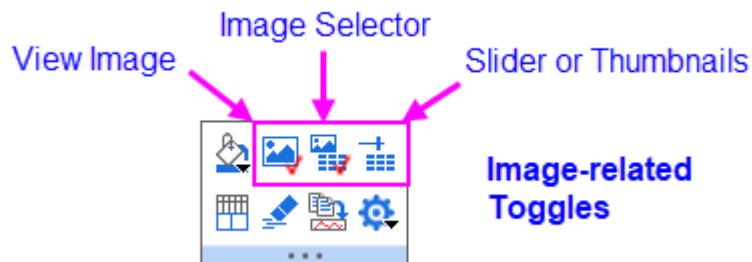 Image Selector
View Image
Slider or Thumbnails
Image-related
Toggles